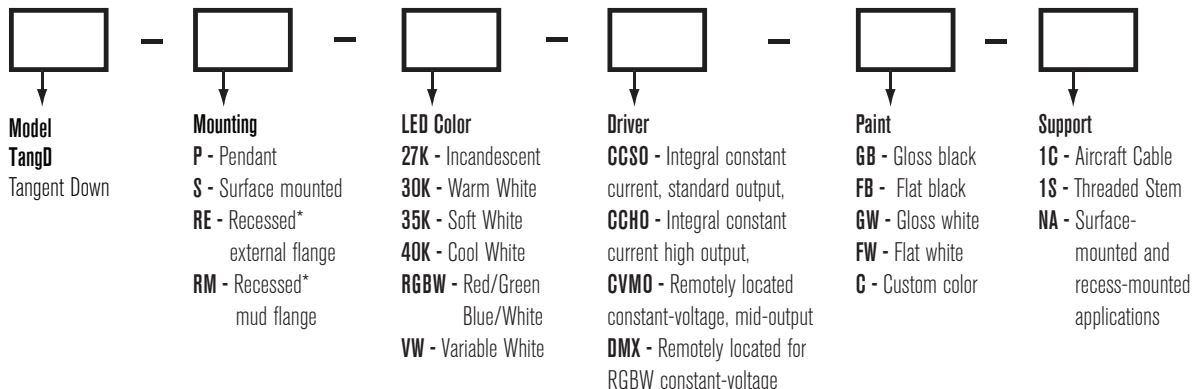 Model
TangD
Tangent Down
Mounting
P - Pendant
S - Surface mounted
RE - Recessed*
external flange
RM - Recessed*
mud flange
LED Color
27K - Incandescent
30K - Warm White
35K - Soft White
40K - Cool White
RGBW - Red/Green
Blue/White
VW - Variable White
Driver
CCSO - Integral constant
current, standard output,
CCHO - Integral constant
current high output,
CVMO - Remotely located
constant-voltage, mid-output
DMX - Remotely located for
RGBW constant-voltage
Paint
GB - Gloss black
FB - Flat black
GW - Gloss white
FW - Flat white
C - Custom color
Support
1C - Aircraft Cable
1S - Threaded Stem
NA - Surface-
mounted and
recess-mounted
applications